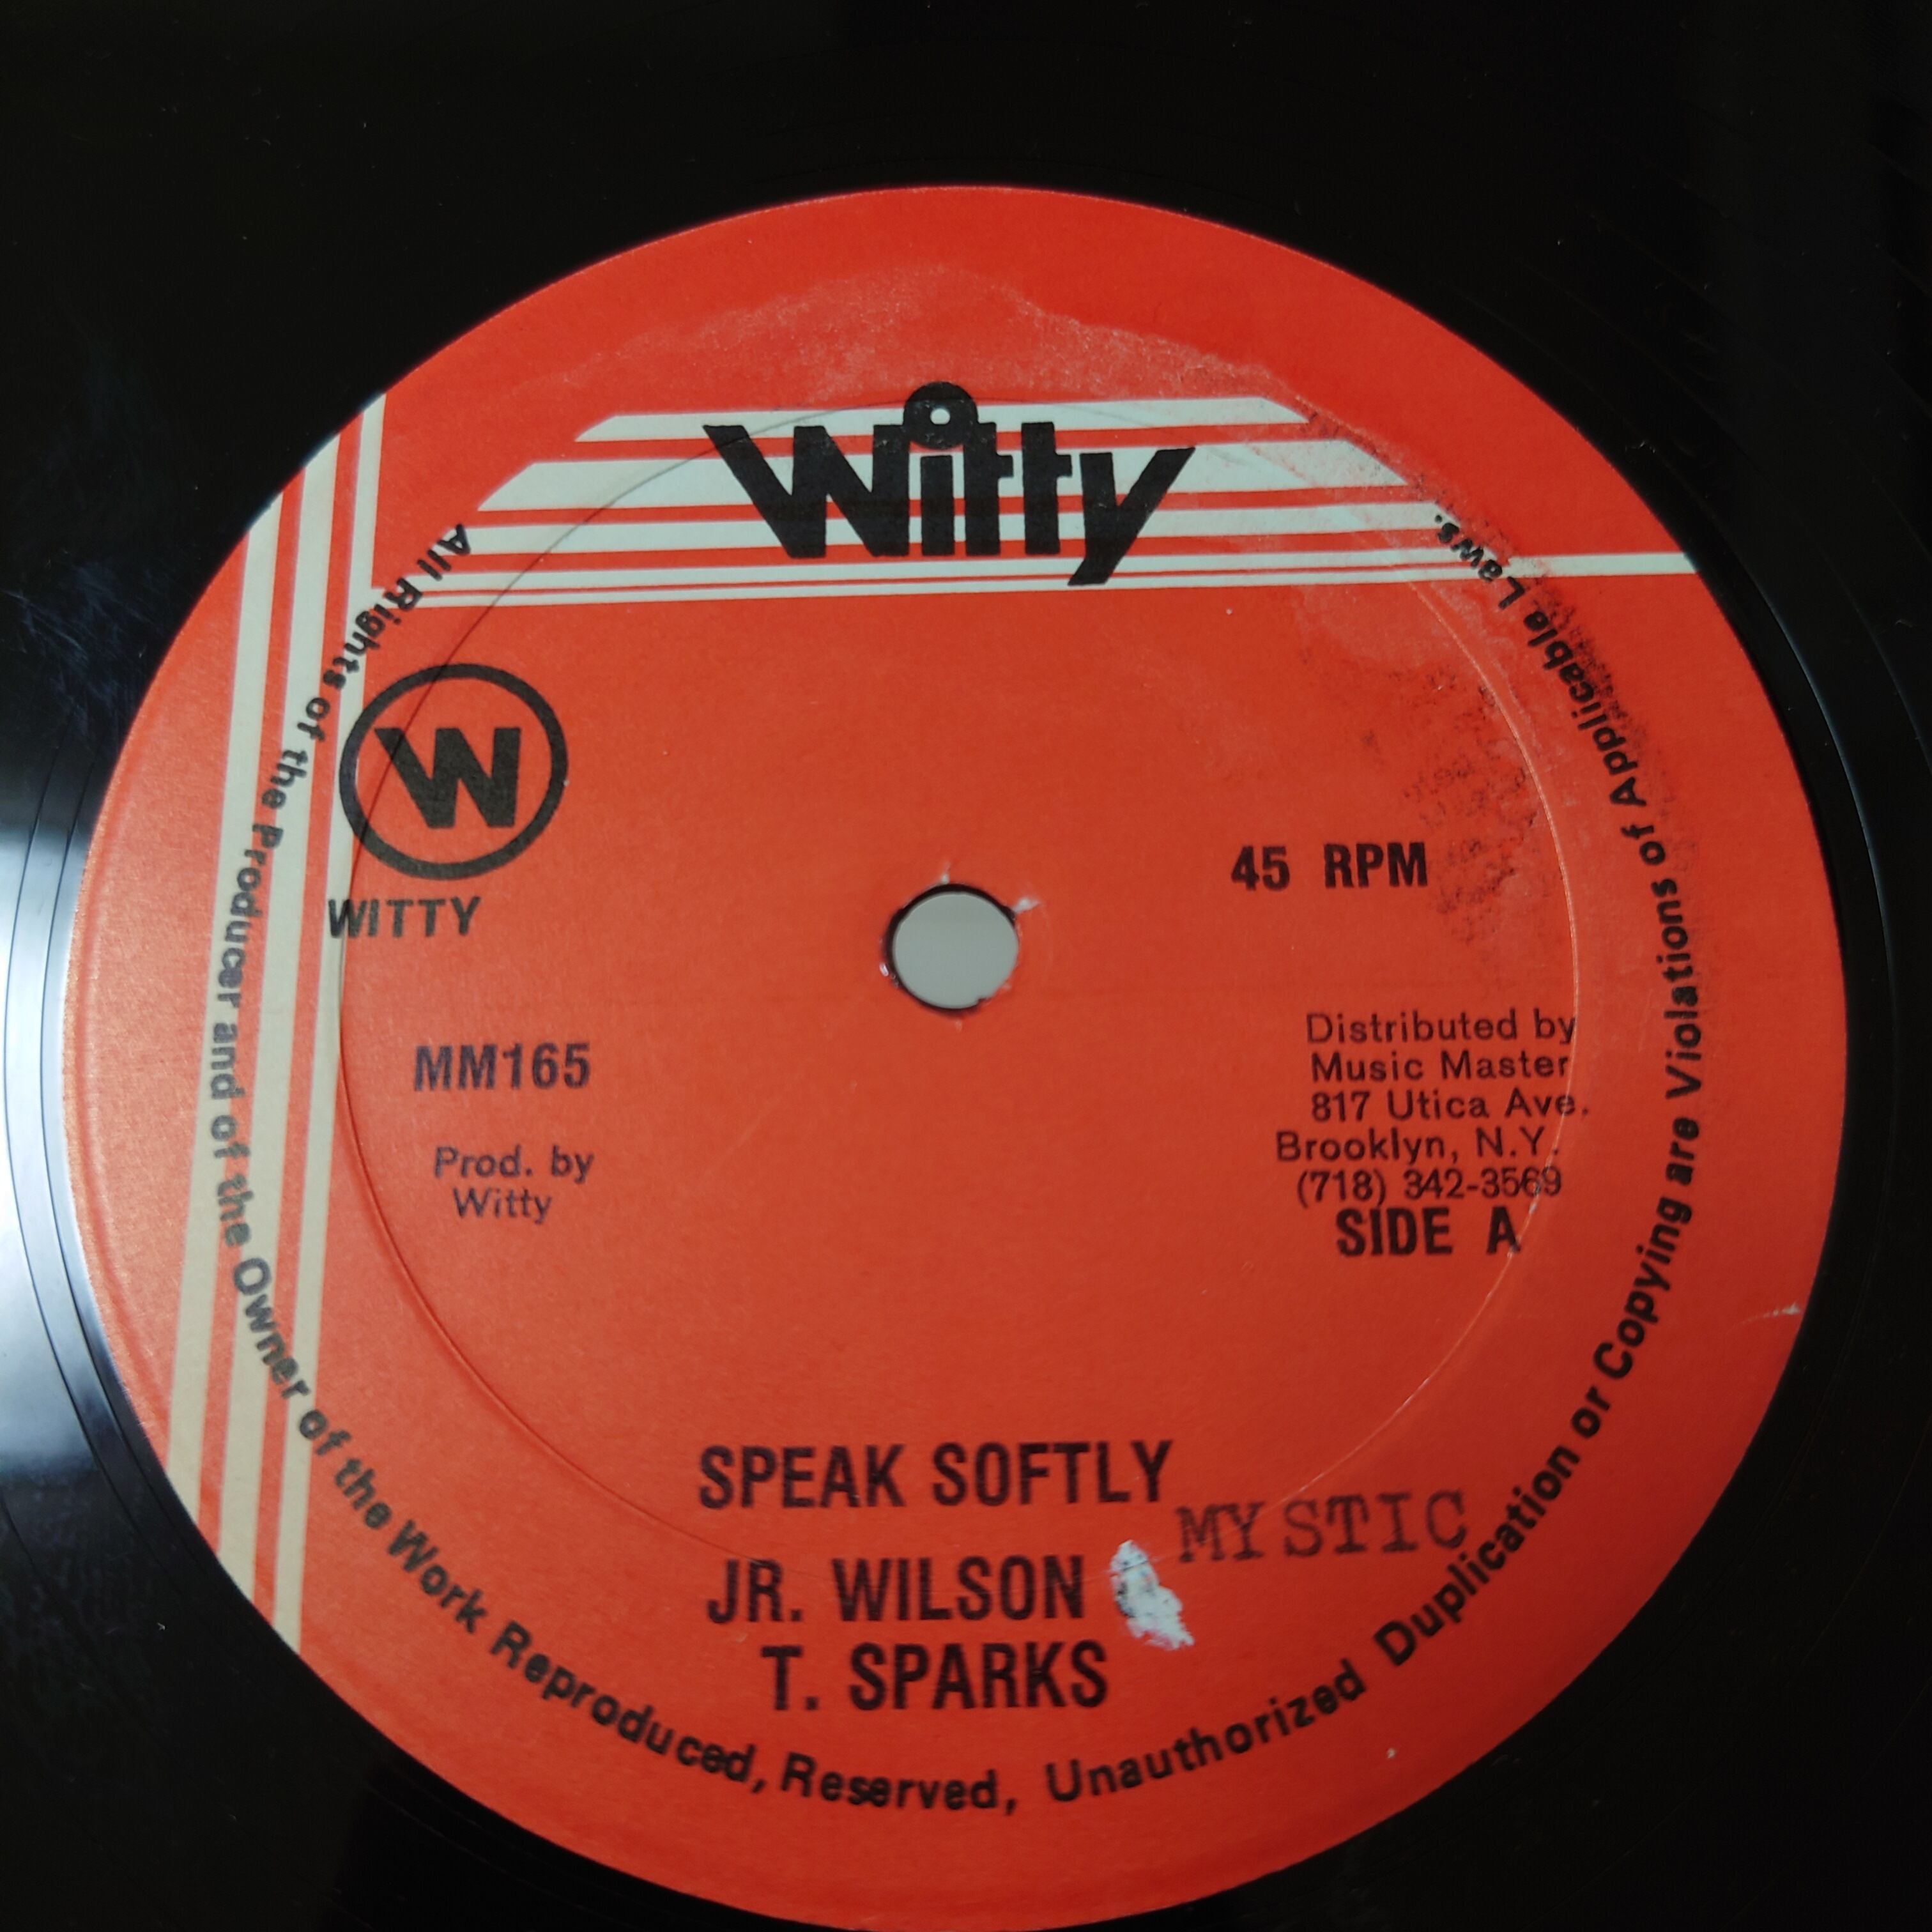 Witty
W
WITTY
45 RPM
MM165
Prod. by
Witty
Distributed by
Music Master
817 Utica Ave.
Brooklyn, N.Y.
(718) 342-3569
SIDE A
SPEAK SOFTLY
MYSTIC
JR. WILSON
T. SPARKS
All Rights of the Producer and of the Owner of the Work Reproduced, Reserved, Unauthorized Duplication or Copying are Violations of Applicable Laws.